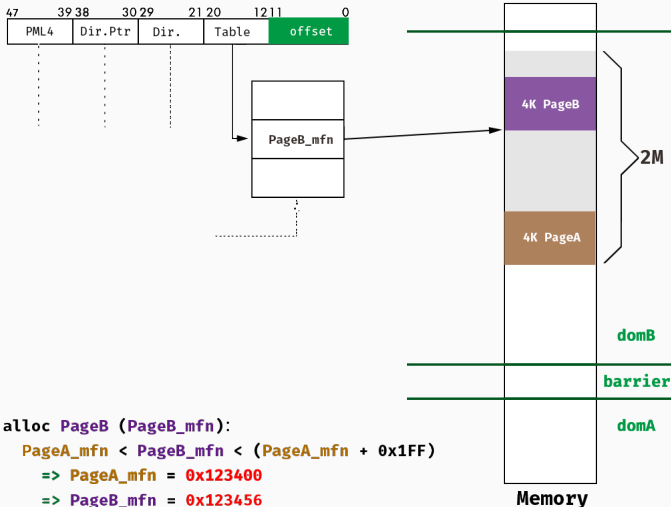 47 39 38 30 29 21 20 12 11 0
PML4 Dir.Ptr Dir. Table offset
PageB_mfn
4K PageB
2M
4K PageA
domB
barrier
domA
alloc PageB (PageB_mfn):
PageA_mfn < PageB_mfn < (PageA_mfn + 0x1FF)
=> PageA_mfn = 0x123400
=> PageB_mfn = 0x123456
Memory